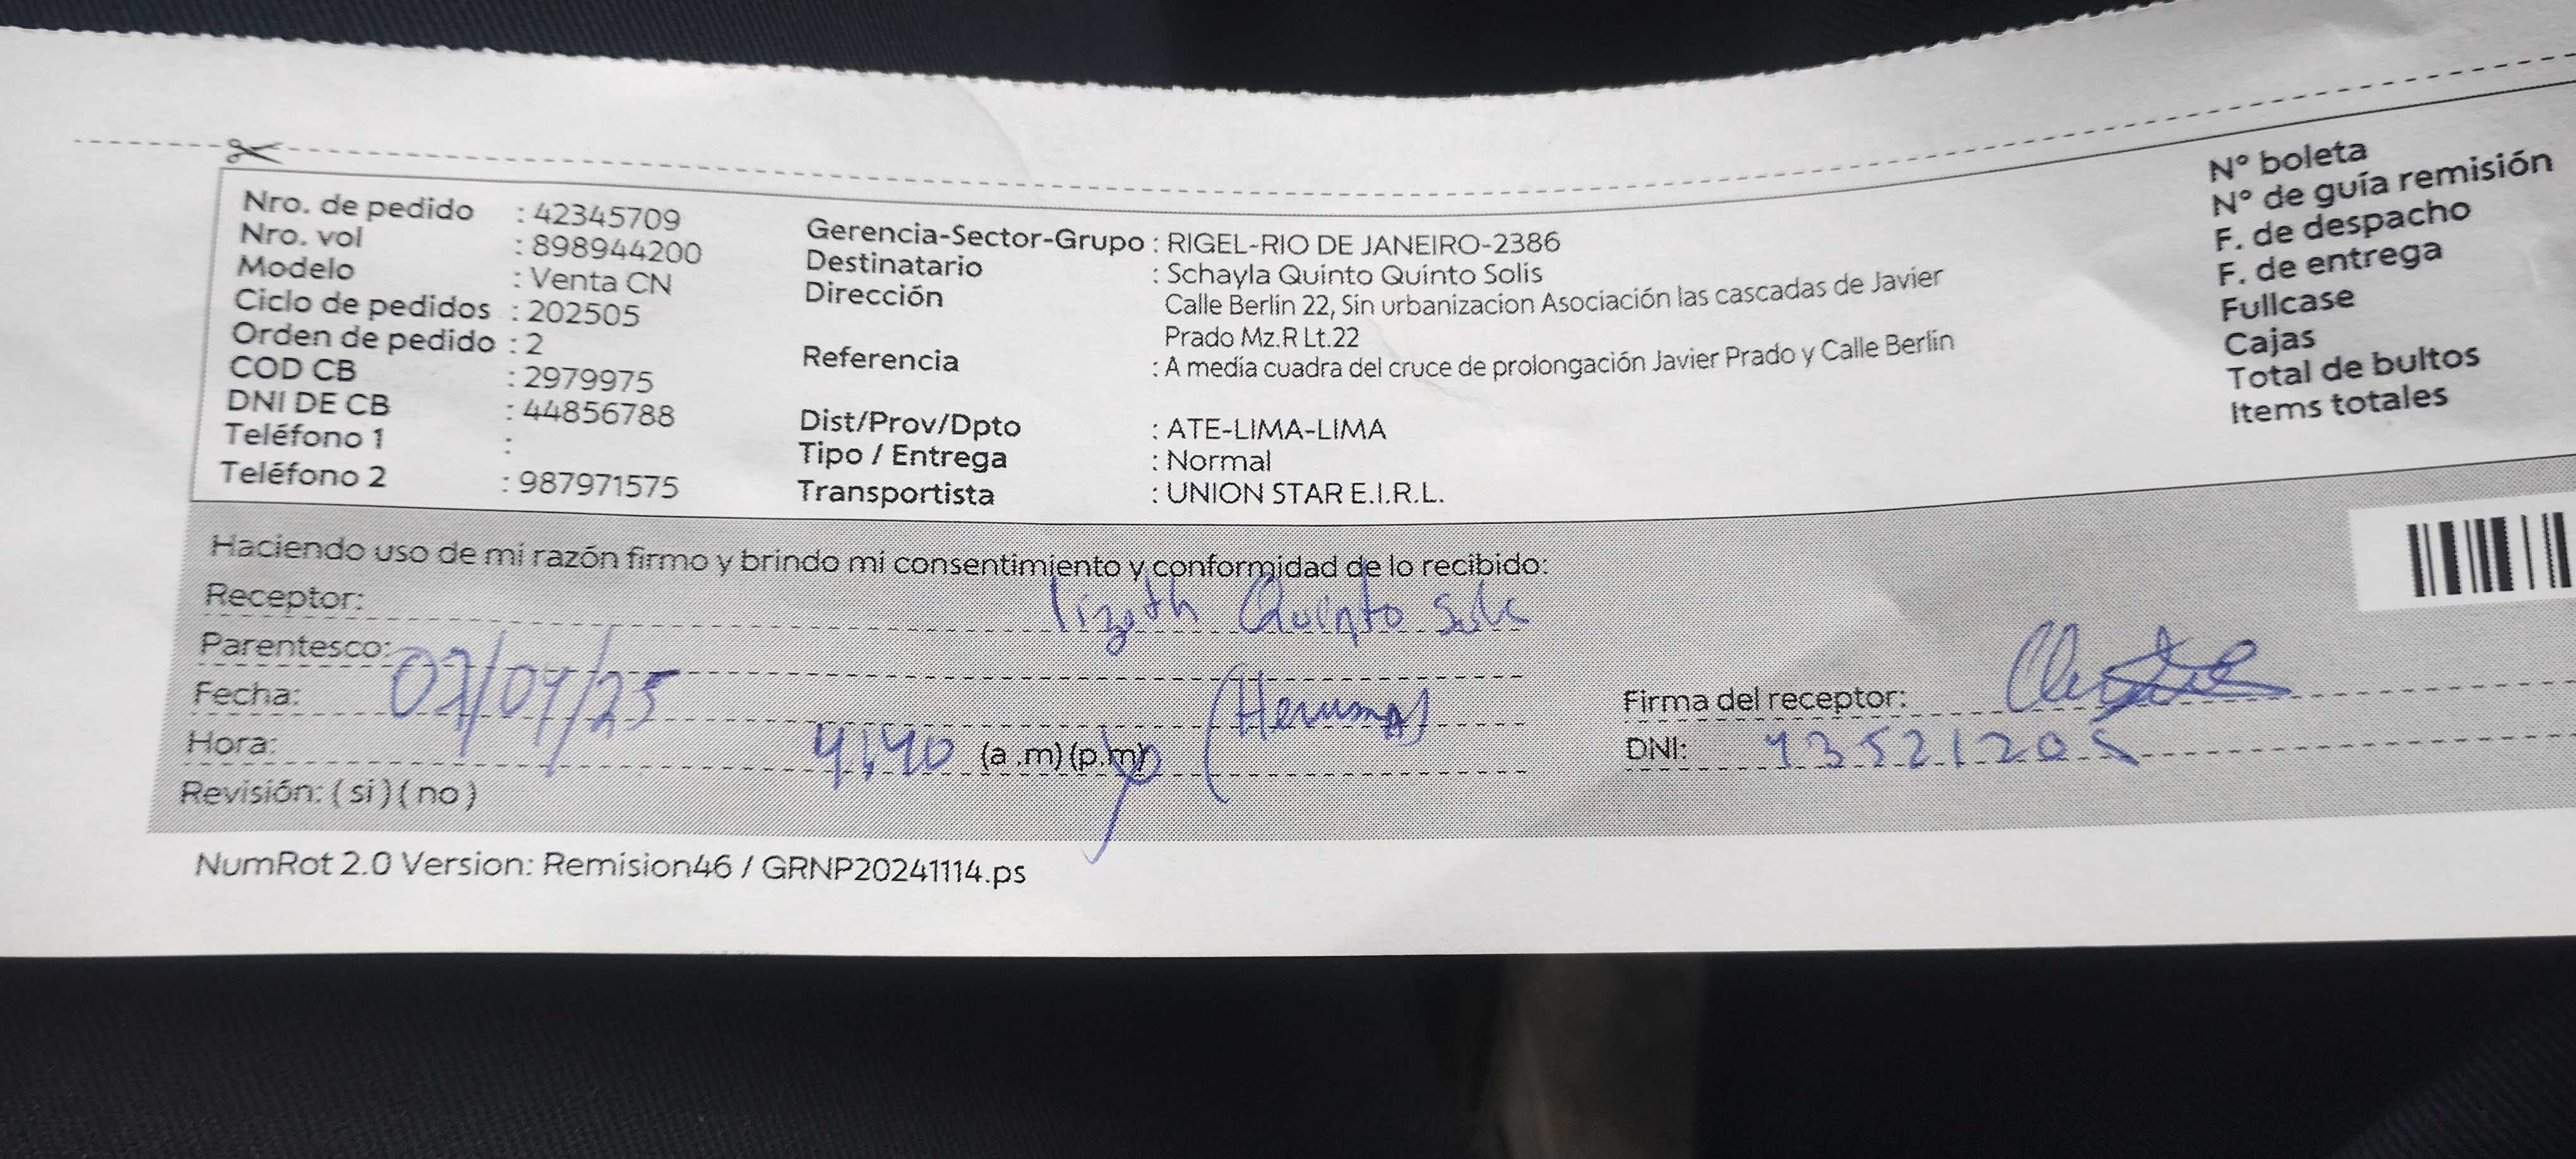 Nro. de pedido : 42345709
Nro. vol : 898944200
Modelo : Venta CN
Ciclo de pedidos : 202505
Orden de pedido : 2
COD CB : 2979975
DNI DE CB : 44856788
Teléfono 1 :
Teléfono 2 : 987971575
Gerencia-Sector-Grupo : RIGEL-RIO DE JANEIRO-2386
Destinatario : Schayla Quinto Quinto Solis
Dirección Calle Berlin 22, Sin urbanizacion Asociación las cascadas de Javier
Prado Mz.R Lt.22
Referencia : A media cuadra del cruce de prolongación Javier Prado y Calle Berlin
Dist/Prov/Dpto : ATE-LIMA-LIMA
Tipo / Entrega : Normal
Transportista : UNION STAR E.I.R.L.
N° boleta
N° de guía remisión
F. de despacho
F. de entrega
Fullcase
Cajas
Total de bultos
Items totales
Haciendo uso de mi razón firmo y brindo mi consentimiento y conformidad de lo recibido:
Receptor: lizeth Quinto
Parentesco: (Hermana)
Fecha: 07/04/25
Hora: 4:40 (a .m) (p.m)
Revisión: ( si ) ( no )
Firma del receptor:
DNI: 43521205
NumRot 2.0 Version: Remision46 / GRNP20241114.ps